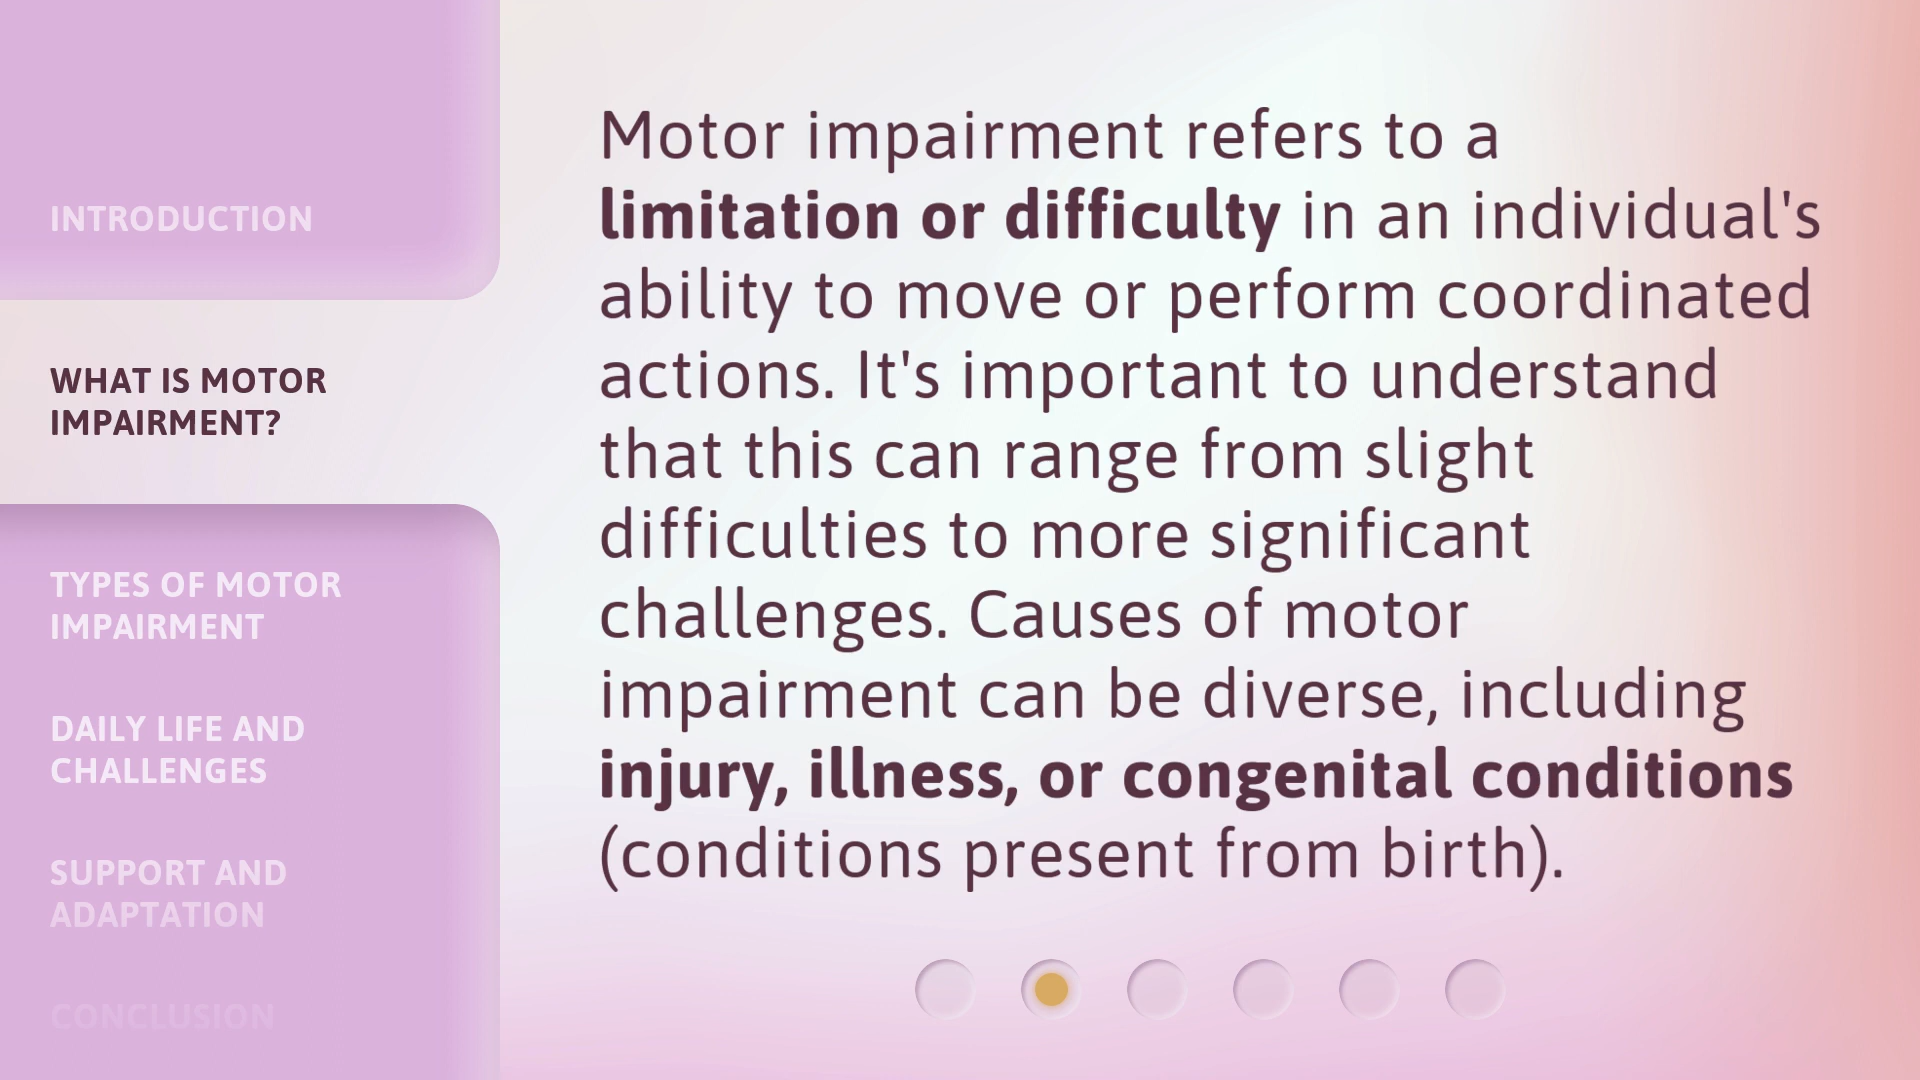 INTRODUCTION
WHAT IS MOTOR
IMPAIRMENT?
TYPES OF MOTOR
IMPAIRMENT
DAILY LIFE AND
CHALLENGES
SUPPORT AND
ADAPTATION
CONCLUSION
Motor impairment refers to a
limitation or difficulty in an individual's
ability to move or perform coordinated
actions. It's important to understand
that this can range from slight
difficulties to more significant
challenges. Causes of motor
impairment can be diverse, including
injury, illness, or congenital conditions
(conditions present from birth).